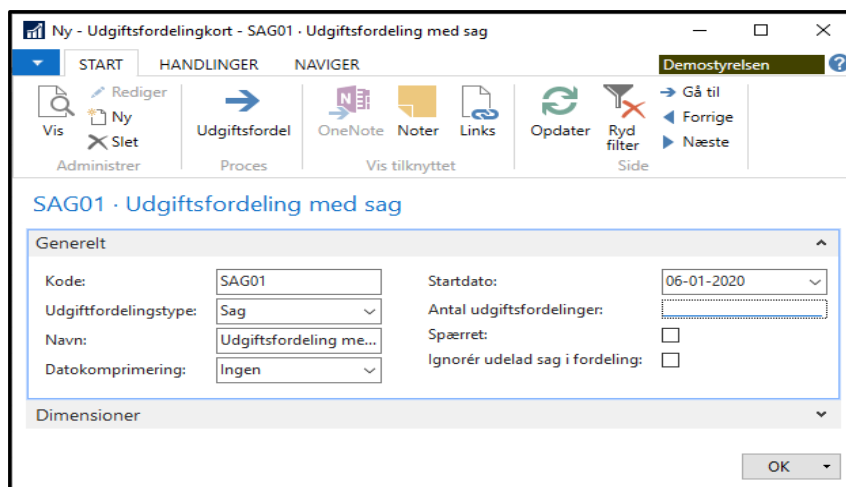 Ny - Udgiftsfordelingkort - SAG01 · Udgiftsfordeling med sag
START HANDLINGER NAVIGER Demostyrelsen ?
Vis
Rediger
Ny
Slet
Administrer
Udgiftsfordel
Proces
OneNote Noter Links
Vis tilknyttet
Opdater Ryd filter
Gå til
Forrige
Næste
Side
SAG01 · Udgiftsfordeling med sag
Generelt
Kode: SAG01
Udgiftfordelingstype: Sag
Navn: Udgiftsfordeling me...
Datokomprimering: Ingen
Startdato: 06-01-2020
Antal udgiftsfordelinger:
Spærret:
Ignorér udelad sag i fordeling:
Dimensioner
OK